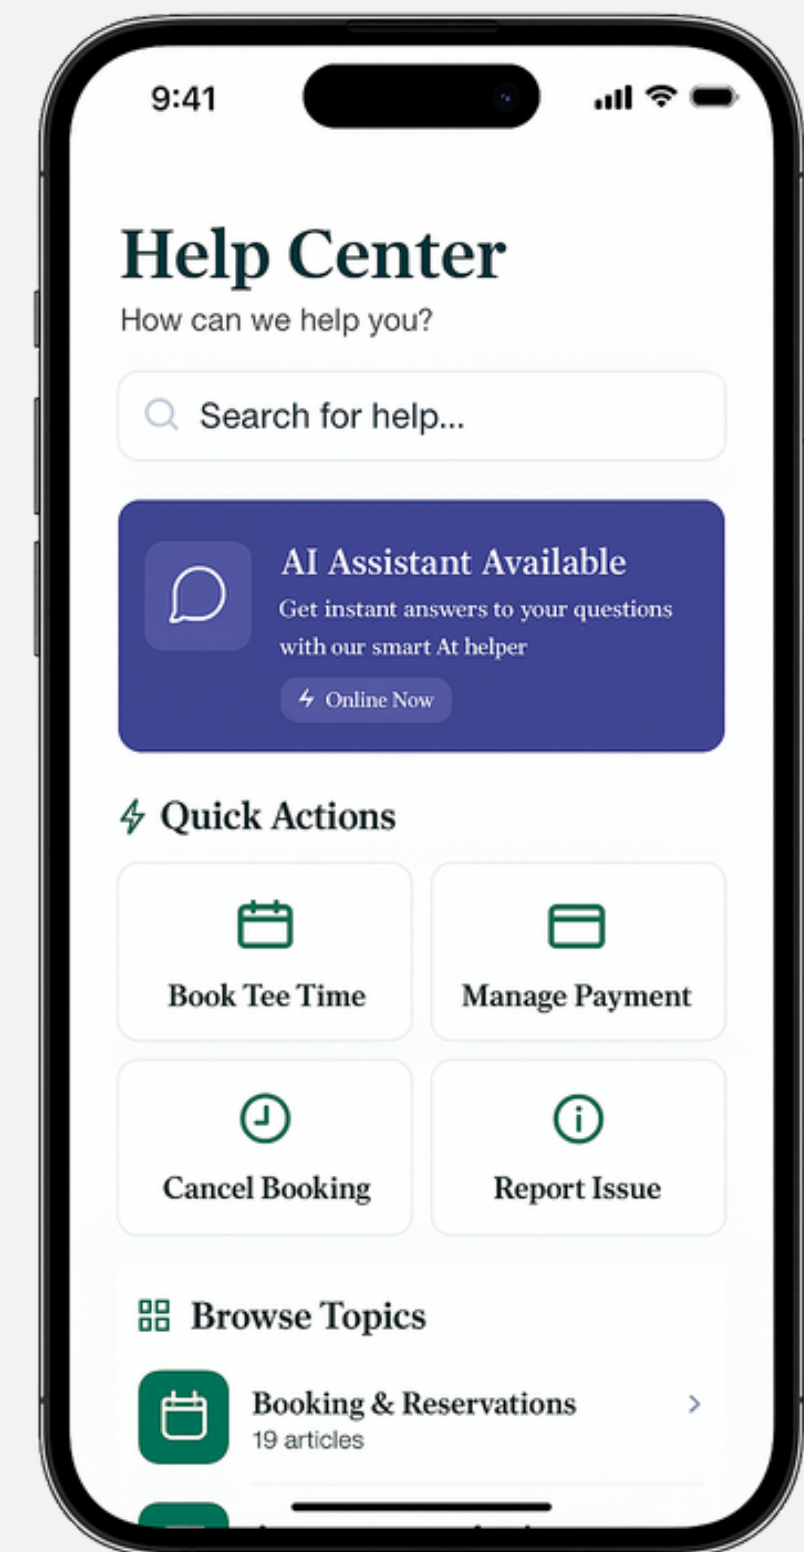 9:41
Help Center
How can we help you?
Search for help...
AI Assistant Available
Get instant answers to your questions
with our smart At helper
Online Now
Quick Actions
Book Tee Time
Manage Payment
Cancel Booking
Report Issue
Browse Topics
Booking & Reservations
19 articles